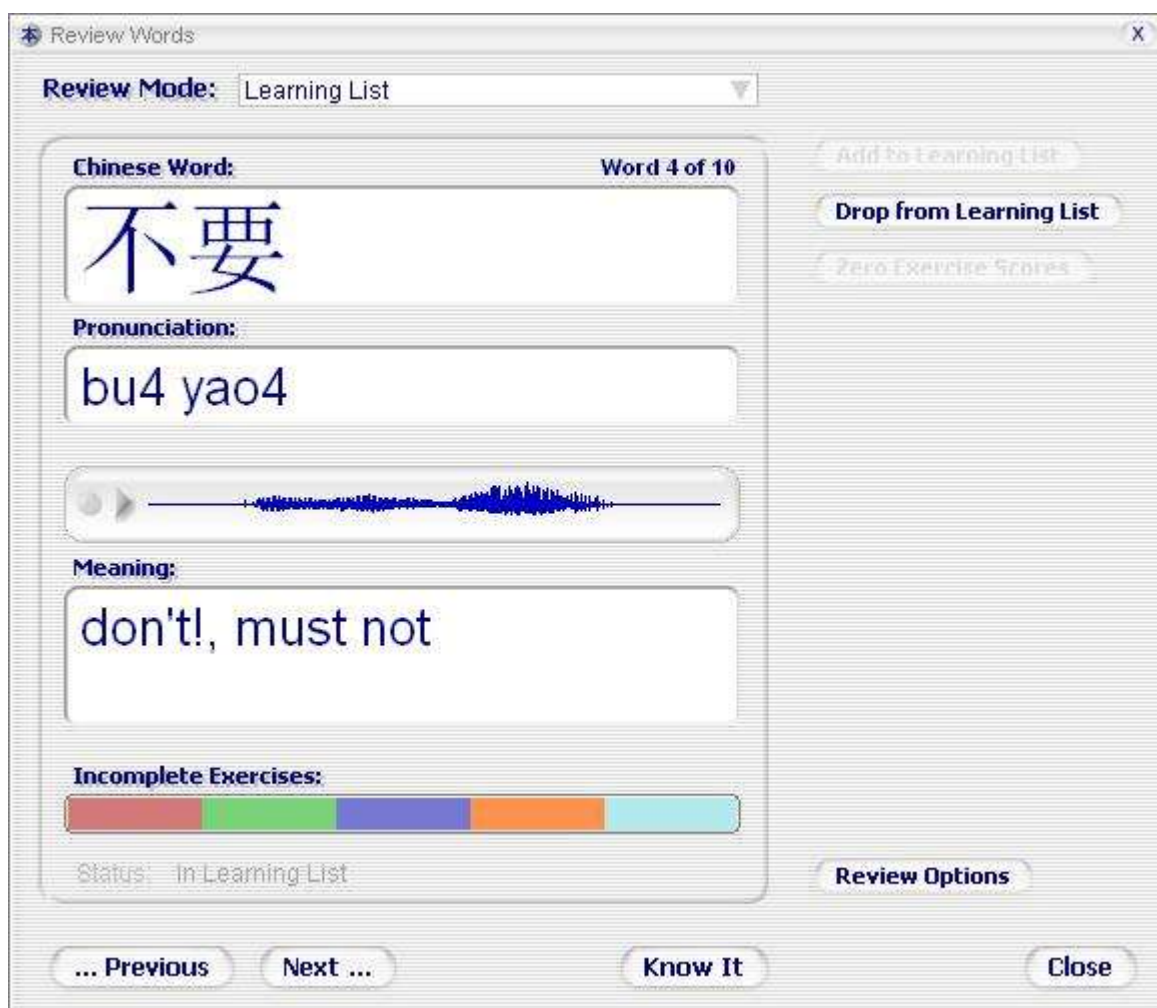 Review Words
X
Review Mode: Learning List
Chinese Word: Word 4 of 10
不要
Pronunciation:
bu4 yao4
Meaning:
don't!, must not
Incomplete Exercises:
Status: In Learning List
Add to Learning List
Drop from Learning List
Zero Exercise Scores
Review Options
... Previous Next ... Know It Close